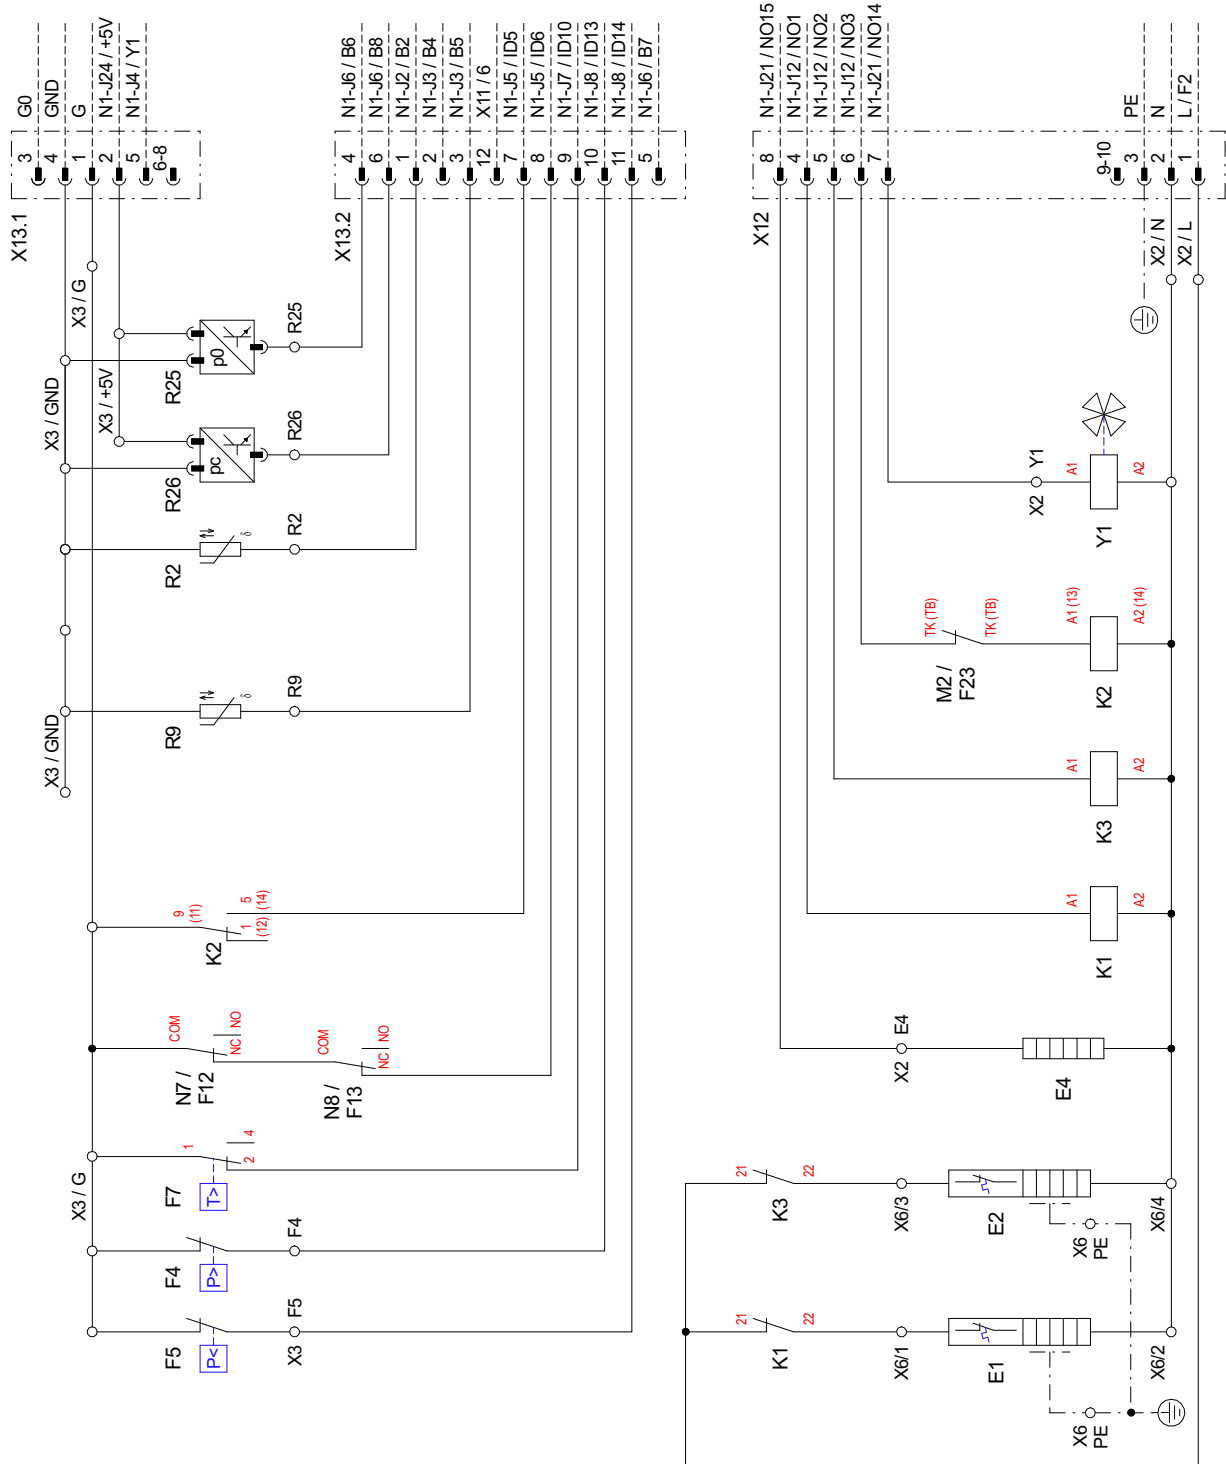 G0
GND
G
N1-J24 / +5V
N1-J4 / Y1
3
4
1
2
5
6-8
X13.1
N1-J6 / B6
N1-J6 / B8
N1-J2 / B2
N1-J3 / B4
N1-J3 / B5
X11 / 6
N1-J5 / ID5
N1-J5 / ID6
N1-J7 / ID10
N1-J8 / ID13
N1-J8 / ID14
N1-J6 / B7
4
6
1
2
3
12
7
8
9
10
11
5
X13.2
N1-J21 / NO15
N1-J12 / NO1
N1-J12 / NO2
N1-J12 / NO3
N1-J21 / NO14
PE
N
L / F2
8
4
5
6
7
9-10
3
2
1
X12
X2 / N
X2 / L
X3 / G
X3 / GND
X3 / +5V
R25
p0
R25
R26
pc
R26
R2
δ
R2
X3 / GND
R9
δ
R9
Y1
X2
A1
A2
Y1
TK (TB)
TK (TB)
M2 /
F23
A1 (13)
A2 (14)
K2
A1
A2
K3
A1
A2
K1
9
(11)
5
(14)
1
(12)
K2
COM
NO
NC
N7 /
F12
COM
NO
NC
N8 /
F13
E4
X2
E4
X3 / G
1
4
2
F7
T>
F4
P>
F4
F5
P<
F5
X3
21
22
K3
X6/3
E2
X6/4
X6
PE
21
22
K1
X6/1
E1
X6/2
X6
PE